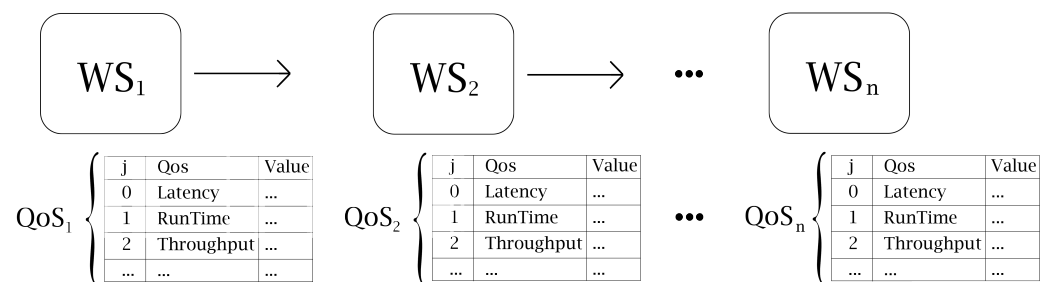 WS1 WS2 ••• WSn
j Qos Value j Qos Value j Qos Value
0 Latency ... 0 Latency ... 0 Latency ...
QoS1 1 RunTime ... QoS2 1 RunTime ... ••• QoSn 1 RunTime ...
2 Throughput ... 2 Throughput ... 2 Throughput ...
... ... ... ... ... ... ... ... ...